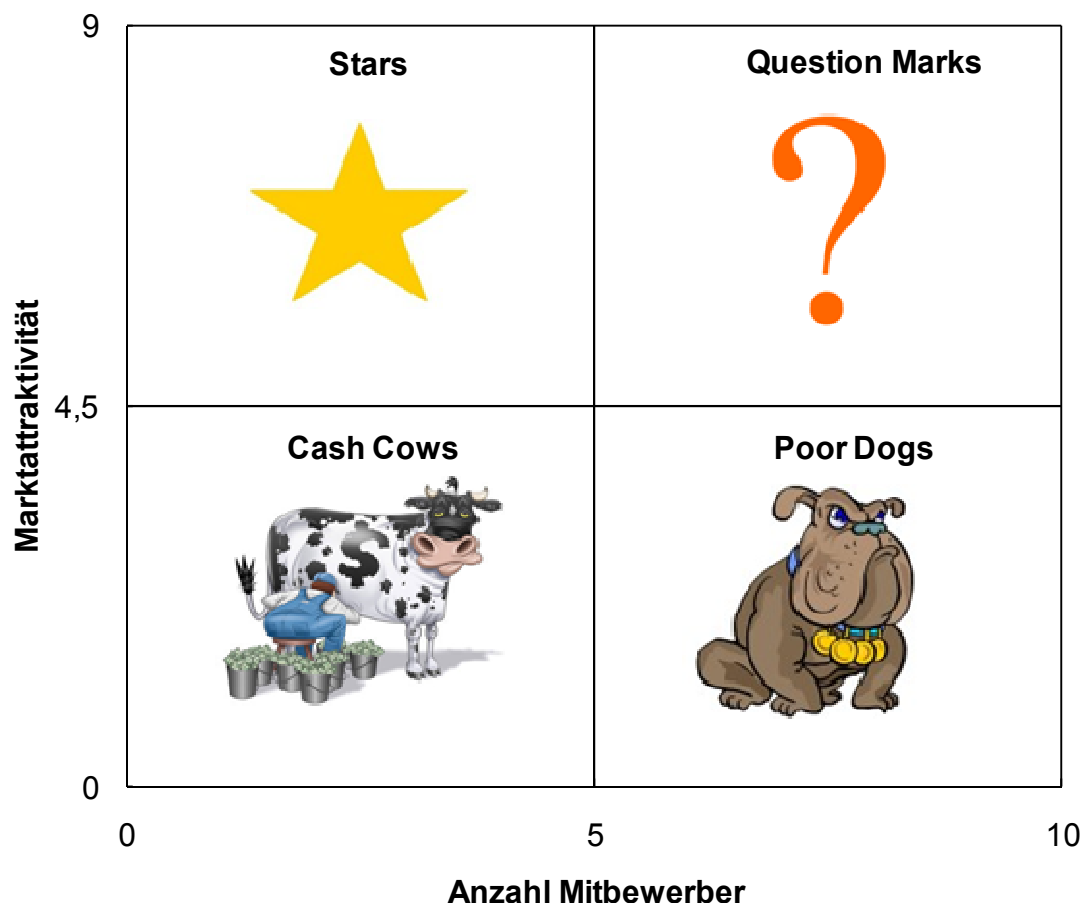 9
Stars
Question Marks
Marktattraktivität
4,5
Cash Cows
Poor Dogs
$
0
0
5
10
Anzahl Mitbewerber